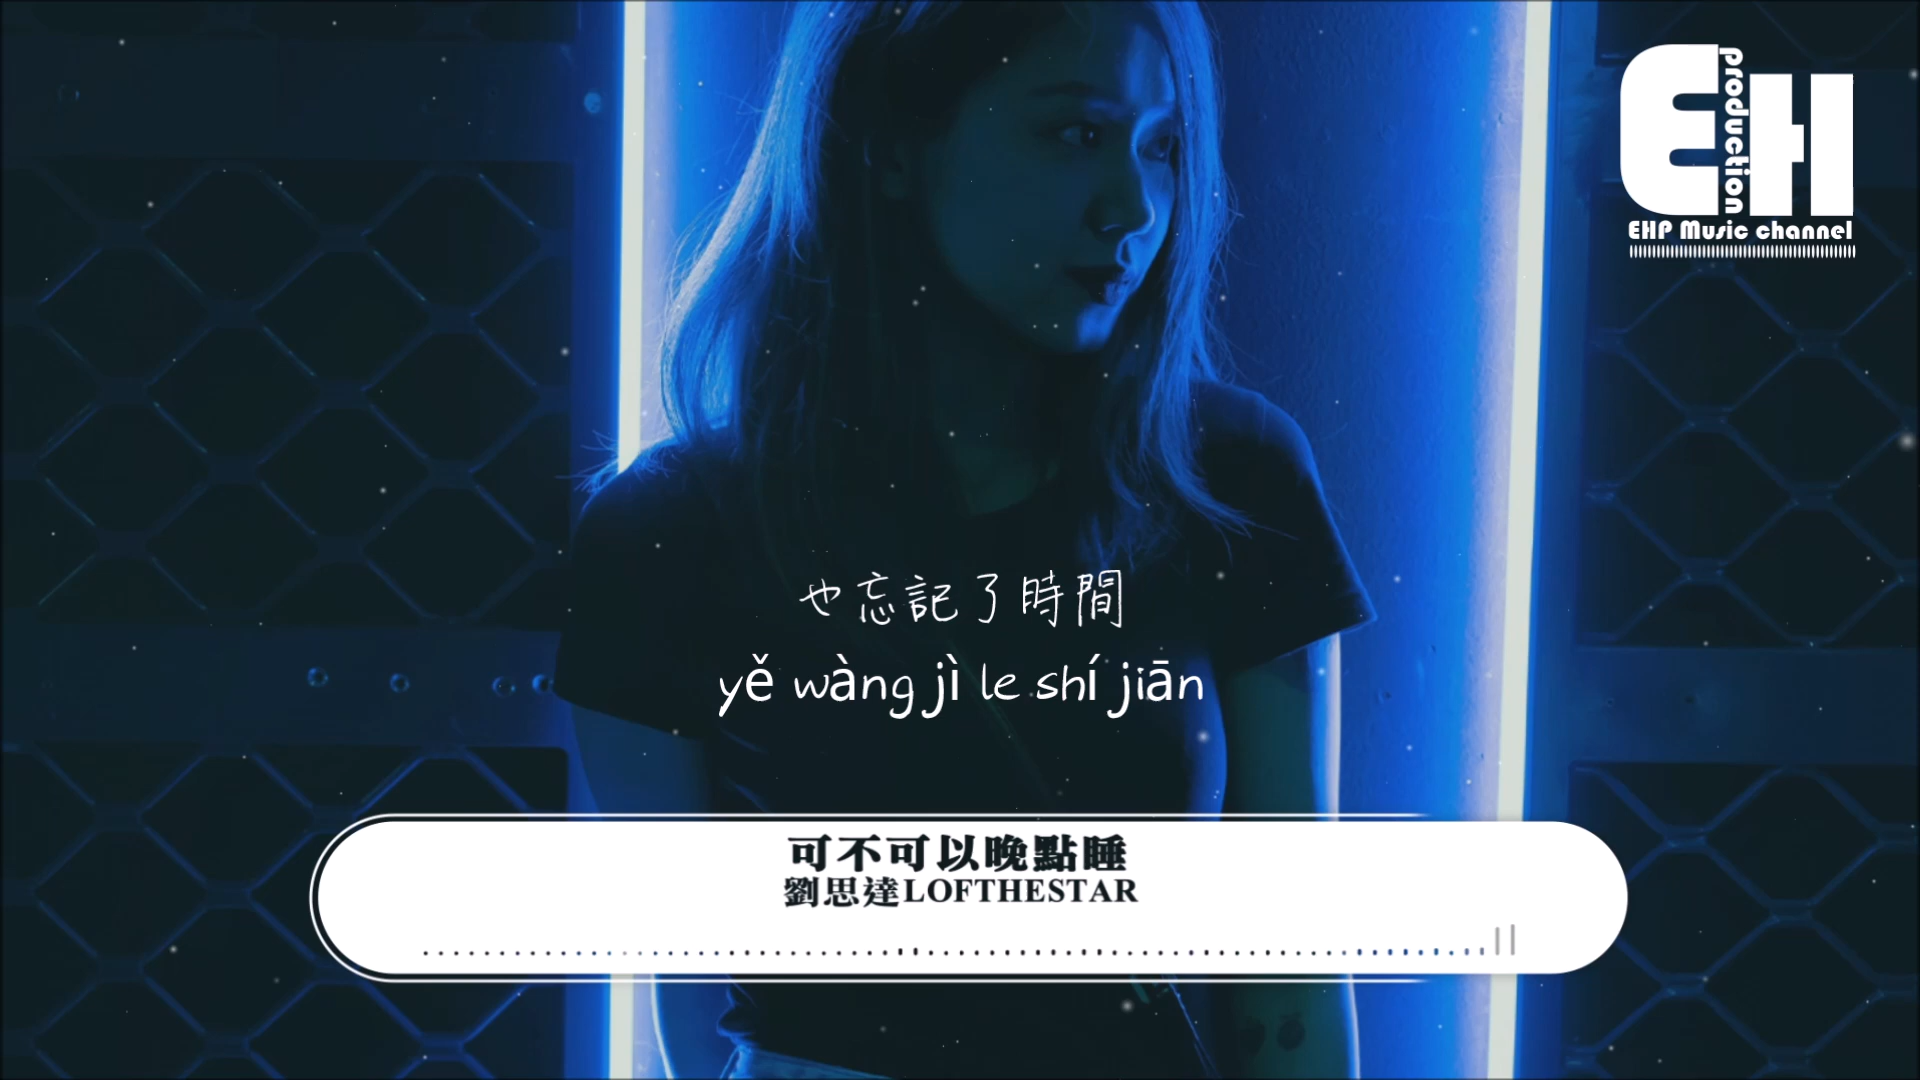 production
EH
EHP Music channel
也忘記了時間
yě wàng jì le shí jiān
可不可以晚點睡
劉思達LOFTHESTAR